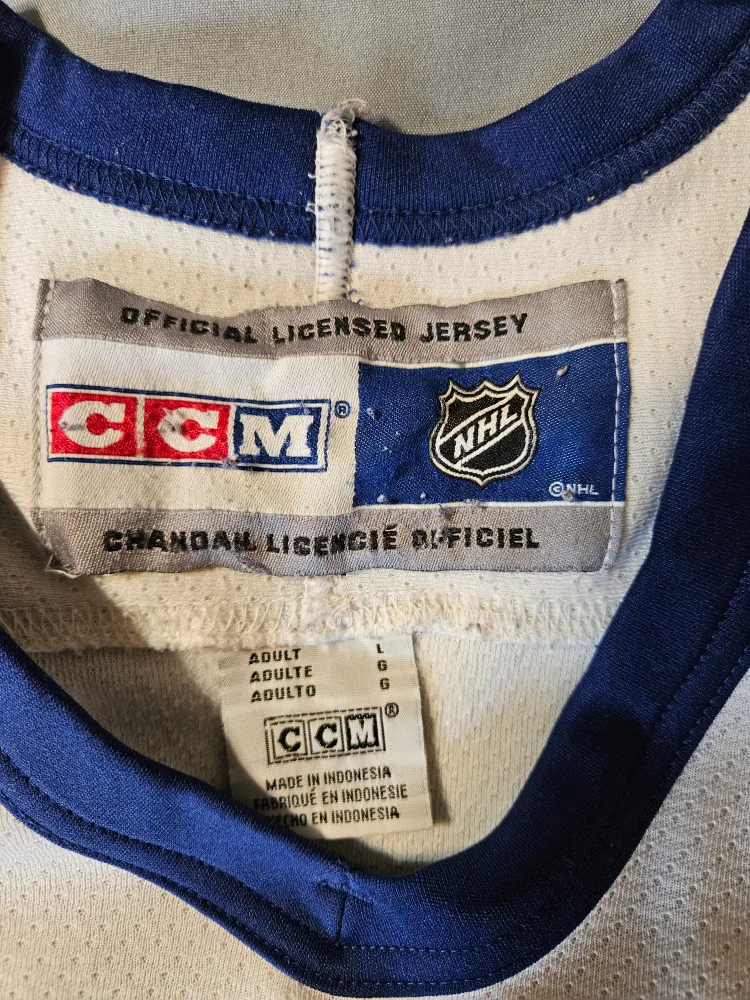 OFFICIAL LICENSED JERSEY
CCM®
NHL
©NHL
CHANDAIL LICENCIÉ OFFICIEL
ADULT L
ADULTE G
ADULTO G
CCM®
MADE IN INDONESIA
FABRIQUÉ EN INDONESIE
HECHO EN INDONESIA